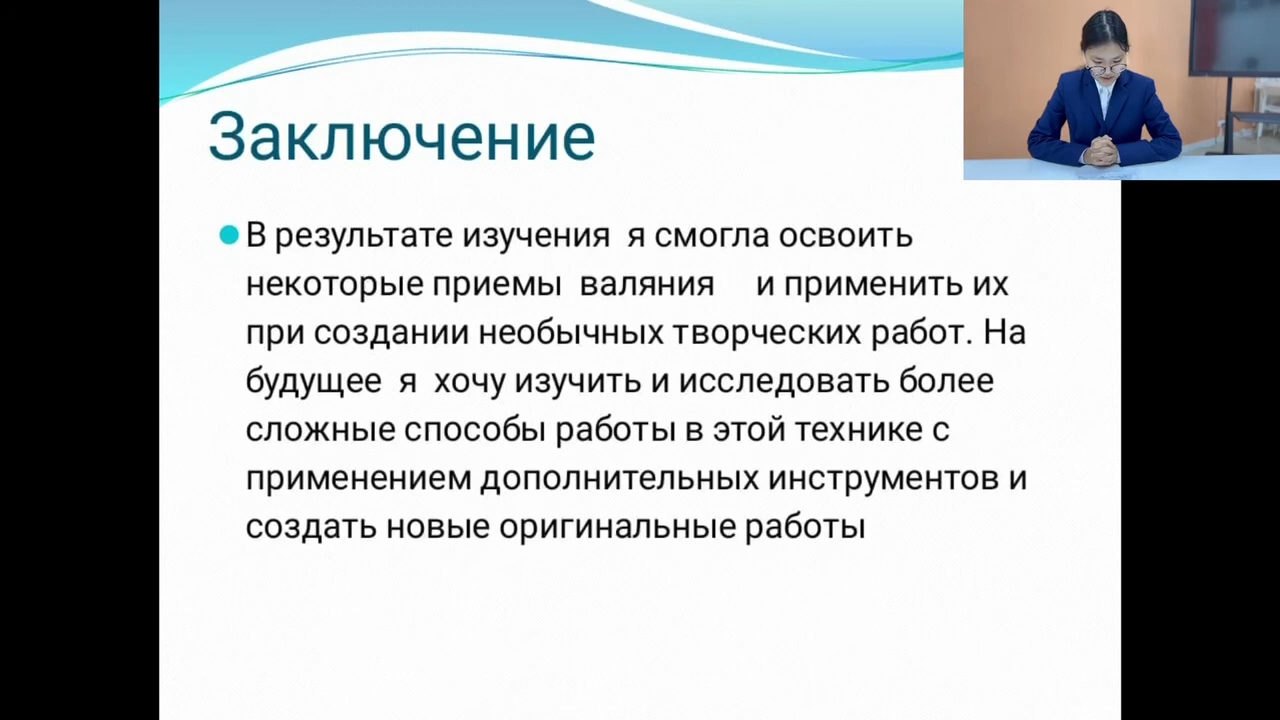 Заключение
В результате изучения я смогла освоить
некоторые приемы валяния и применить их
при создании необычных творческих работ. На
будущее я хочу изучить и исследовать более
сложные способы работы в этой технике с
применением дополнительных инструментов и
создать новые оригинальные работы